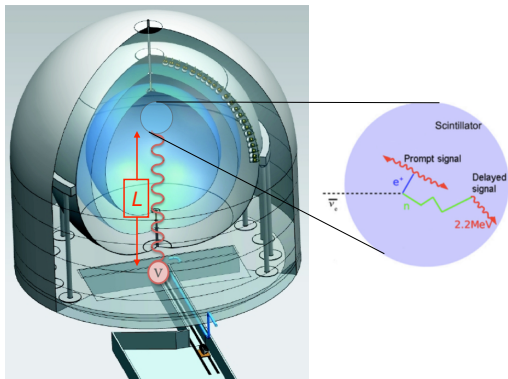 L
V
Scintillator
Prompt signal
Delayed
signal
e⁺
n
ν̄ₑ
2.2MeV